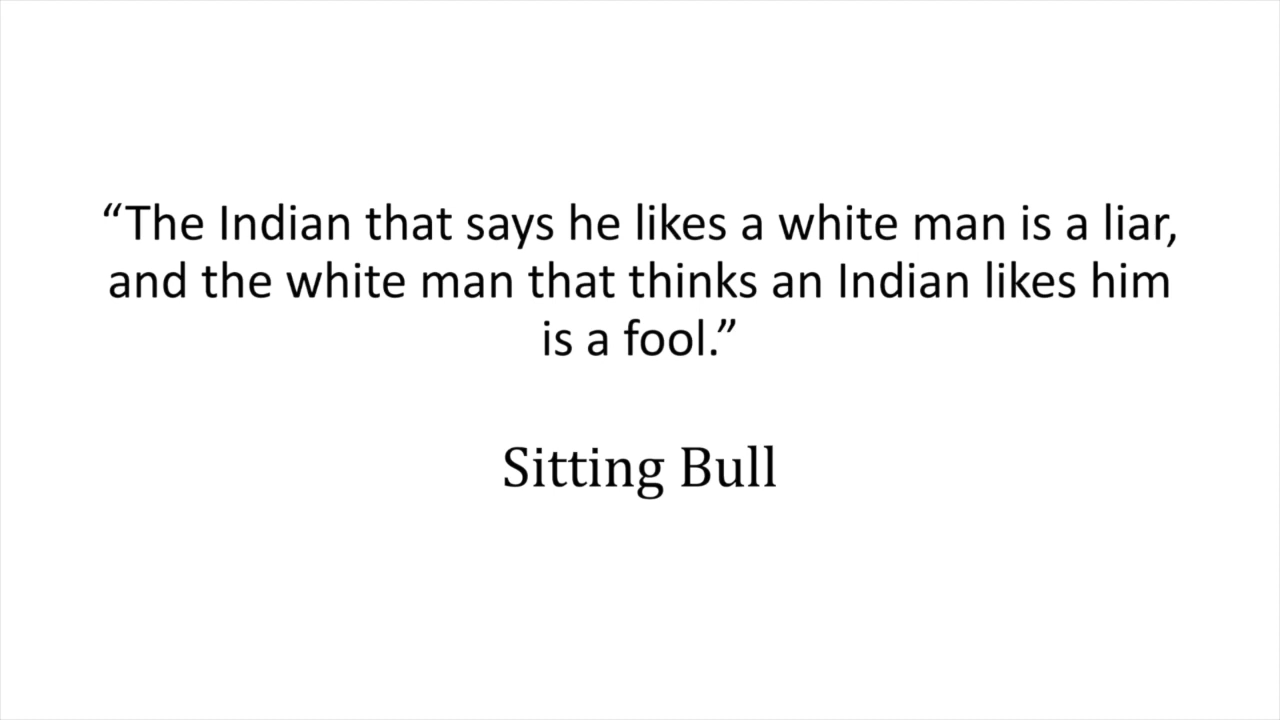 “The Indian that says he likes a white man is a liar,
and the white man that thinks an Indian likes him
is a fool.”
Sitting Bull